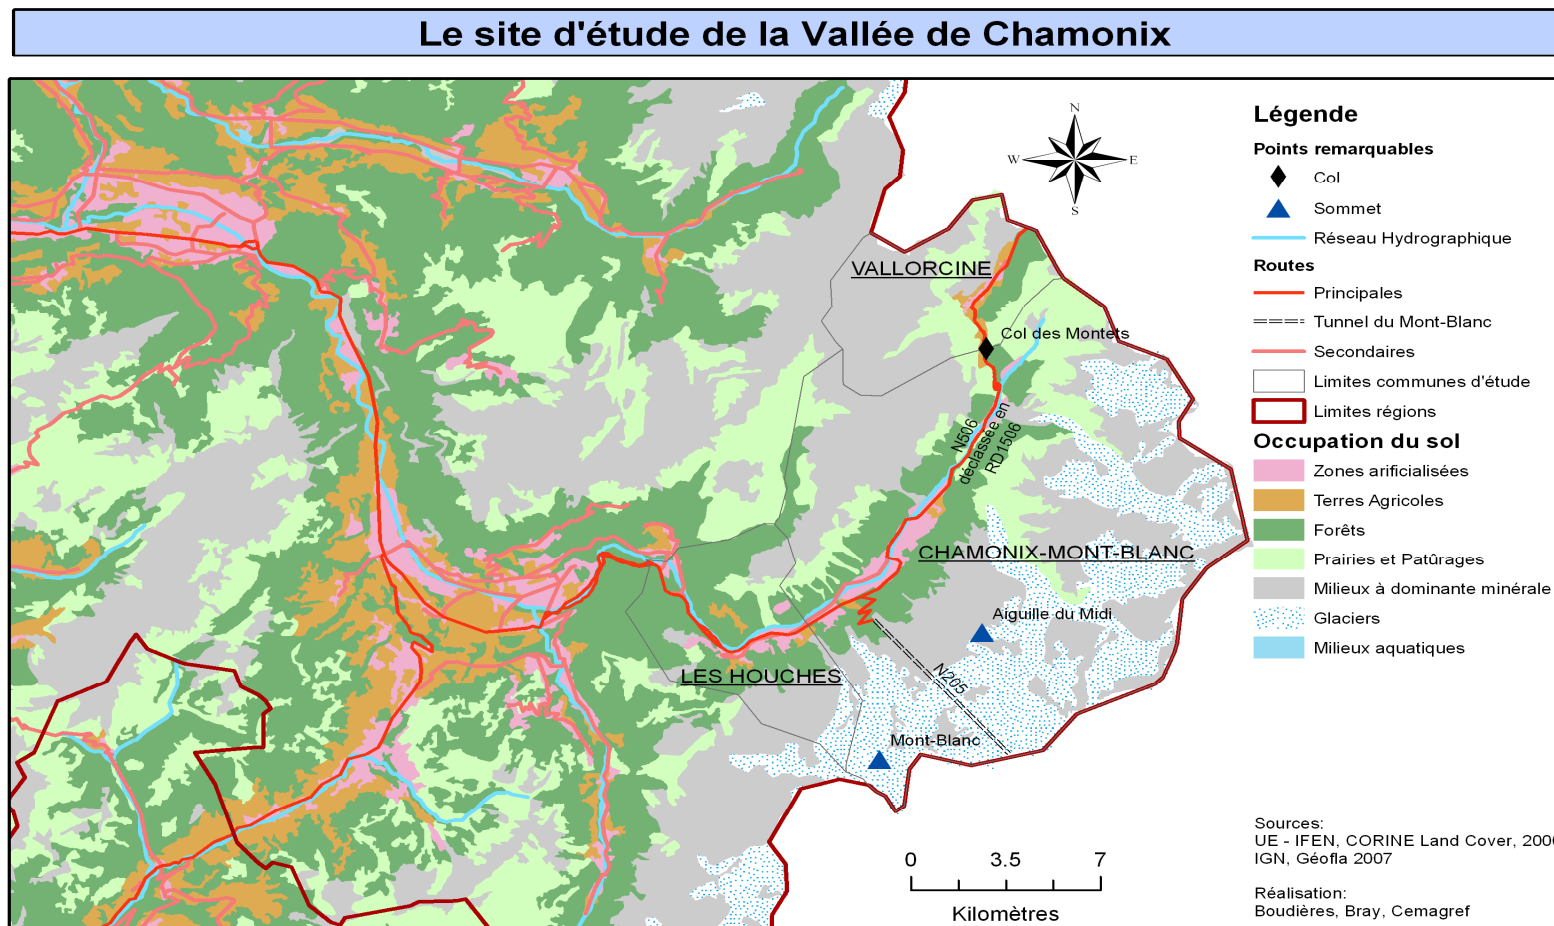 Le site d'étude de la Vallée de Chamonix
N
W
E
S
VALLORCINE
Col des Montets
N506
déclassée en
RD1506
CHAMONIX-MONT-BLANC
Aiguille du Midi
LES HOUCHES
N205
Mont-Blanc
0 3.5 7
Kilomètres
Légende
Points remarquables
Col
Sommet
Réseau Hydrographique
Routes
Principales
Tunnel du Mont-Blanc
Secondaires
Limites communes d'étude
Limites régions
Occupation du sol
Zones arificialisées
Terres Agricoles
Forêts
Prairies et Patûrages
Milieux à dominante minérale
Glaciers
Milieux aquatiques
Sources:
UE - IFEN, CORINE Land Cover,
IGN, Géofla 2007
Réalisation:
Boudières, Bray, Cemagref